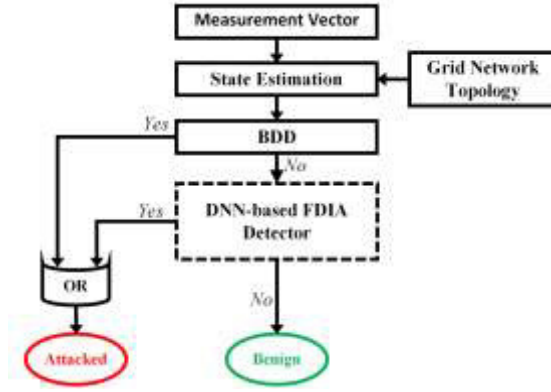 Measurement Vector
State Estimation
Grid Network
Topology
Yes
BDD
No
DNN-based FDIA
Detector
Yes
OR
No
Attacked
Benign